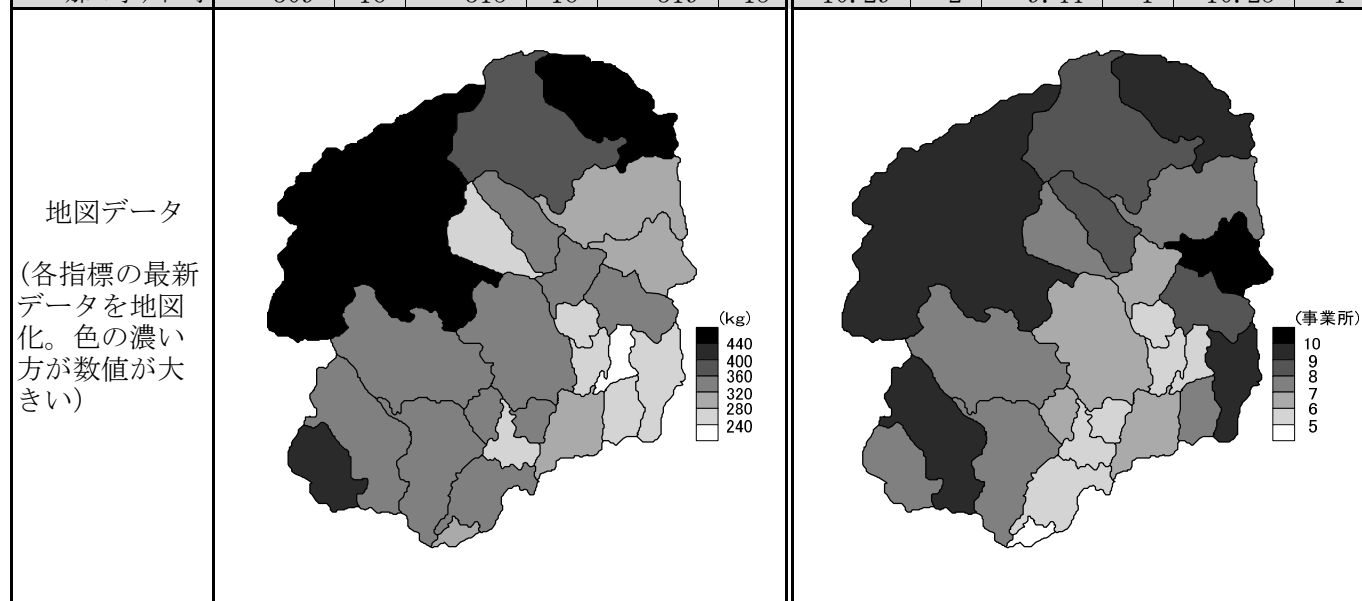 地図データ
(各指標の最新
データを地図
化。色の濃い
方が数値が大
きい)
(kg)
440
400
360
320
280
240
(事業所)
10
9
8
7
6
5